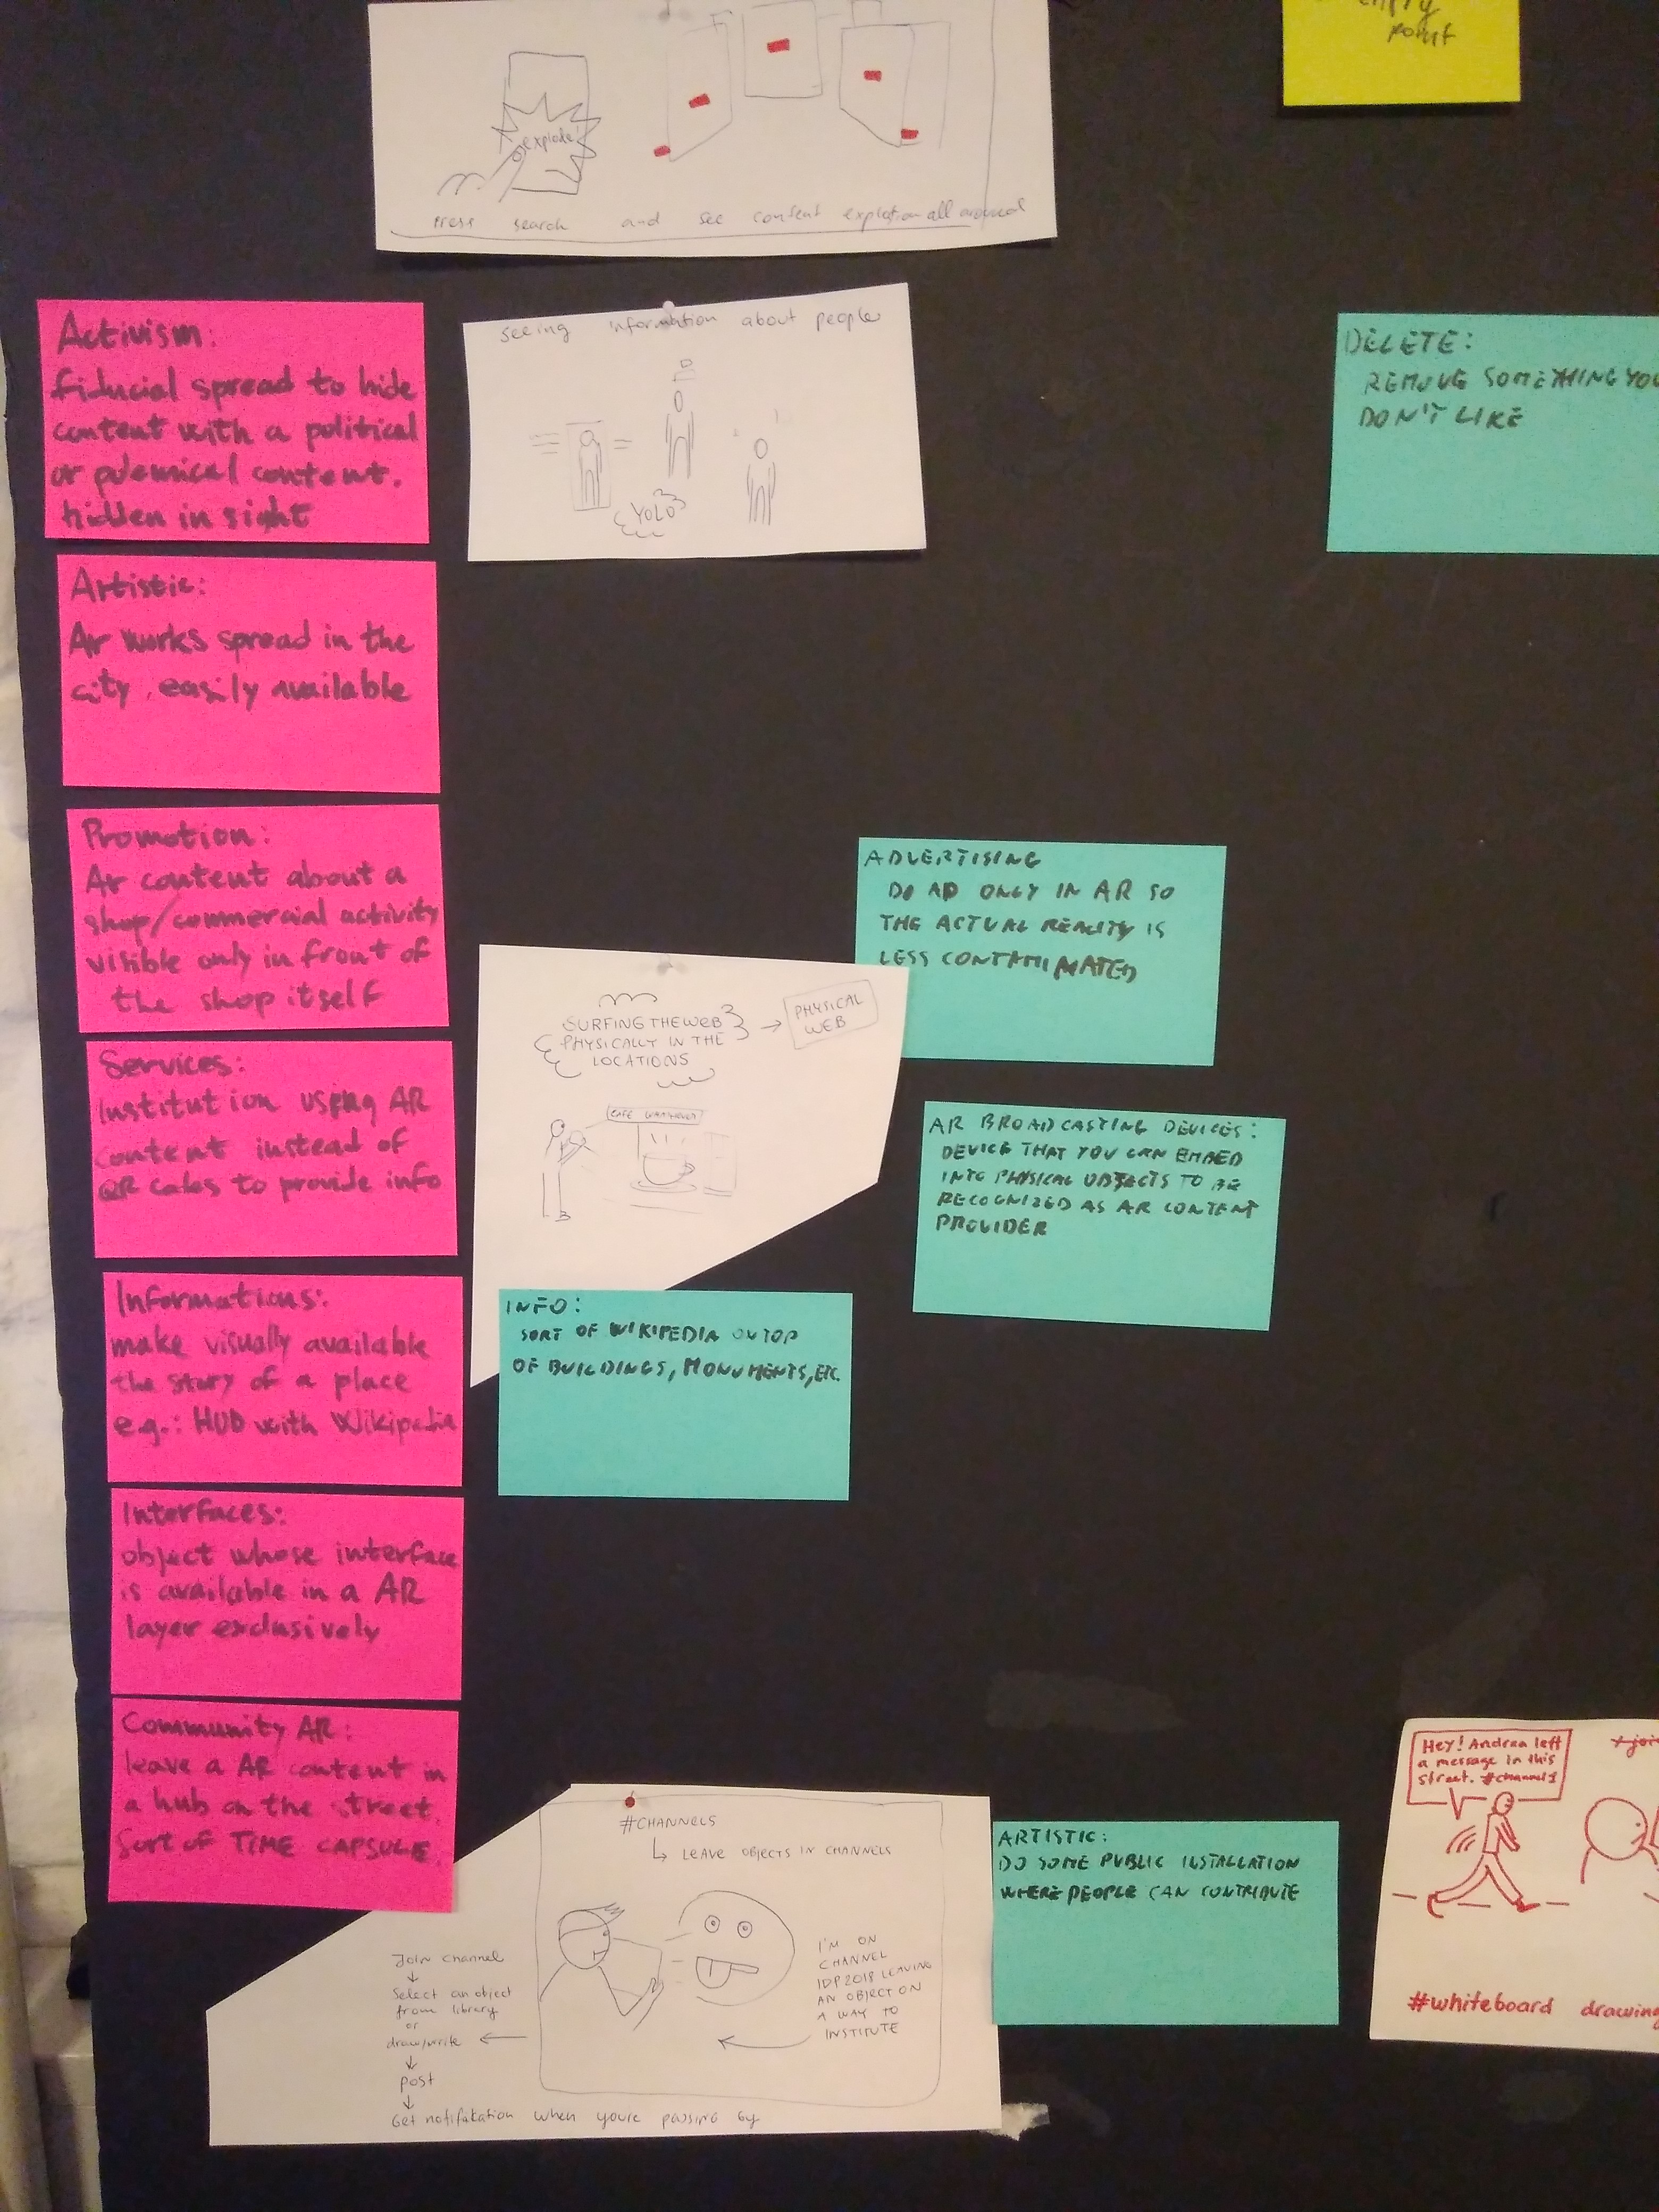 empty
point
explode!
Press search and see content explotion all around
Activism:
fiducial spread to hide
content with a political
or polemical content.
hidden in sight
seeing information about people
YOLO
DELETE:
REMOVE SOMETHING YOU
DON'T LIKE
Artistic:
Ar works spread in the
city. easily available
Promotion:
Ar content about a
shop/commercial activity
visible only in front of
the shop itself
ADVERTISING
DO AD ONLY IN AR SO
THE ACTUAL REALITY IS
LESS CONTAMINATED
SURFING THE WEB
PHYSICALLY IN THE
LOCATIONS
PHYSICAL
WEB
CAFE
Services:
Institution using AR
content instead of
QR codes to provide info
AR BROADCASTING DEVICES:
DEVICE THAT YOU CAN EMBED
INTO PHYSICAL OBJECTS TO BE
RECOGNIZED AS AR CONTENT
PROVIDER
Informations:
make visually available
the story of a place
e.g.: HUD with Wikipedia
INFO:
SORT OF WIKIPEDIA ON TOP
OF BUILDINGS, MONUMENTS, ETC.
Interfaces:
object whose interface
is available in a AR
layer exclusively
Community AR:
leave a AR content in
a hub on the street.
Sort of TIME CAPSULE.
#CHANNELS
LEAVE OBJECTS IN CHANNELS
Join channel
Select an object
from library
or
draw/write
post
Get notifikation when youre passing by
I'M ON
CHANNEL
IDP2018 LEAVING
AN OBJECT ON
A WAY TO
INSTITUTE
ARTISTIC:
DO SOME PUBLIC INSTALLATION
WHERE PEOPLE CAN CONTRIBUTE
Hey! Andrea left
a message in this
street. #channel1
#whiteboard drawing